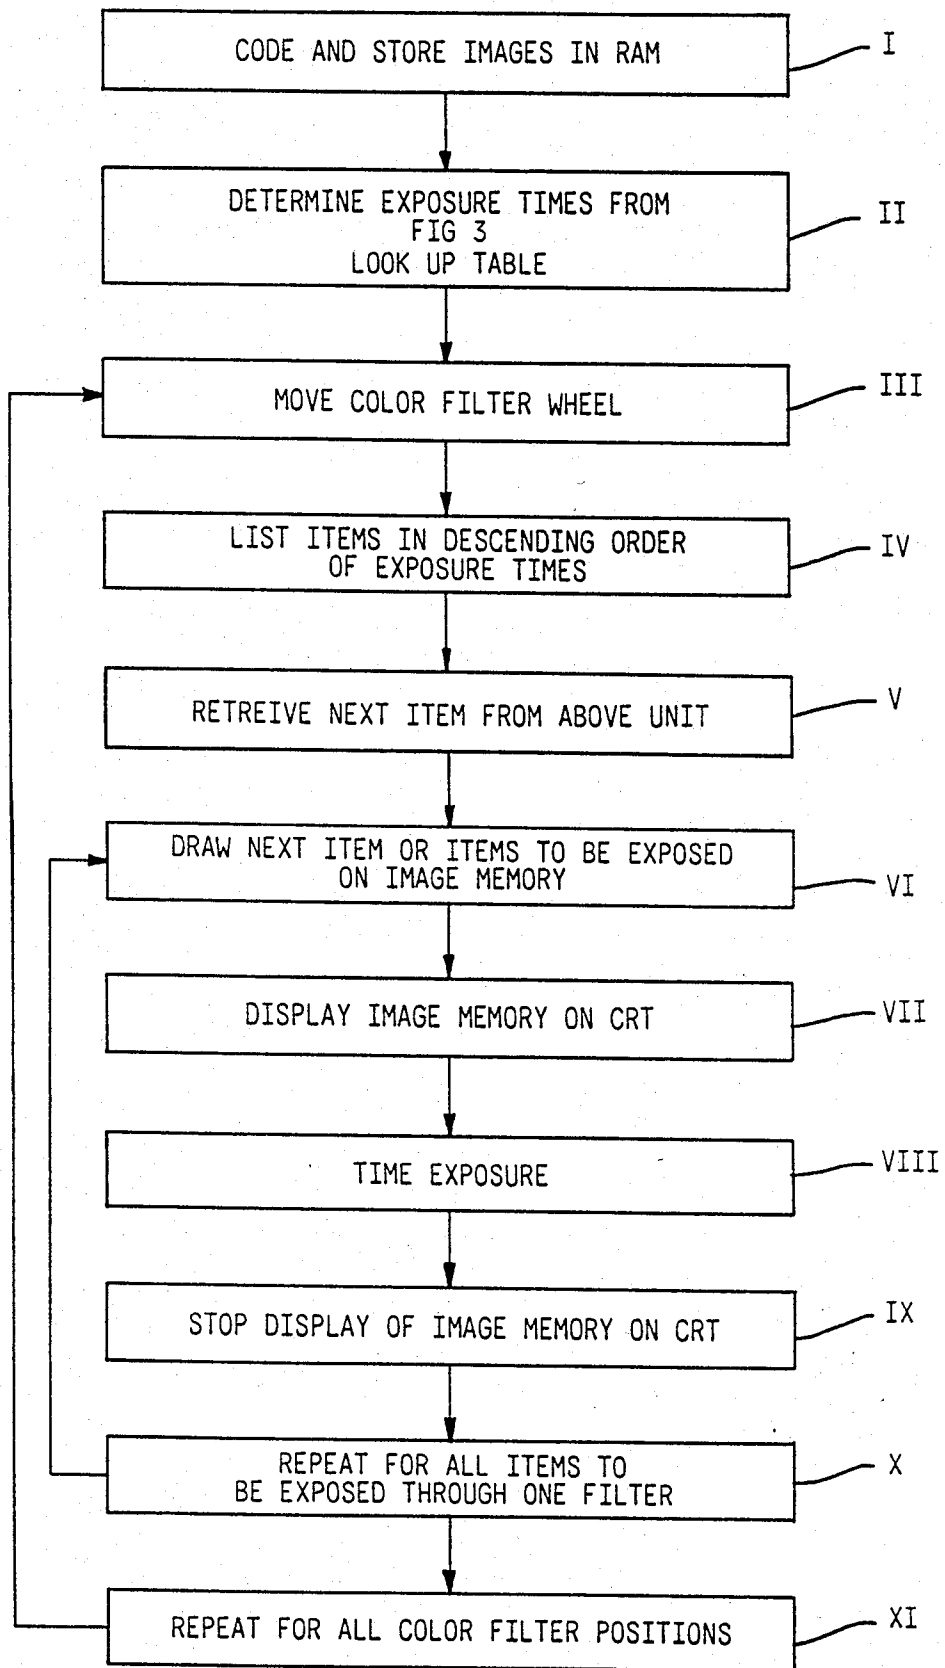 CODE AND STORE IMAGES IN RAM
I
DETERMINE EXPOSURE TIMES FROM
FIG 3
LOOK UP TABLE
II
MOVE COLOR FILTER WHEEL
III
LIST ITEMS IN DESCENDING ORDER
OF EXPOSURE TIMES
IV
RETREIVE NEXT ITEM FROM ABOVE UNIT
V
DRAW NEXT ITEM OR ITEMS TO BE EXPOSED
ON IMAGE MEMORY
VI
DISPLAY IMAGE MEMORY ON CRT
VII
TIME EXPOSURE
VIII
STOP DISPLAY OF IMAGE MEMORY ON CRT
IX
REPEAT FOR ALL ITEMS TO
BE EXPOSED THROUGH ONE FILTER
X
REPEAT FOR ALL COLOR FILTER POSITIONS
XI